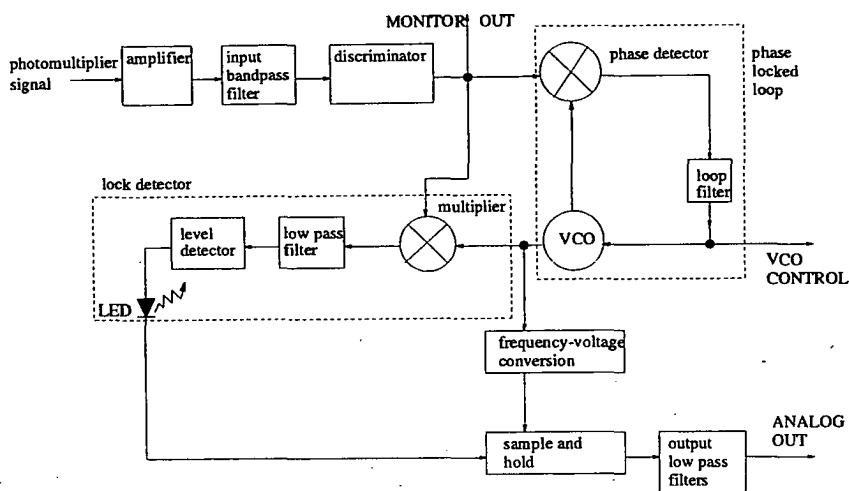 MONITOR OUT
photomultiplier
signal
amplifier
input
bandpass
filter
discriminator
phase detector
phase
locked
loop
loop
filter
lock detector
multiplier
level
detector
low pass
filter
VCO
VCO
CONTROL
LED
frequency-voltage
conversion
sample and
hold
output
low pass
filters
ANALOG
OUT